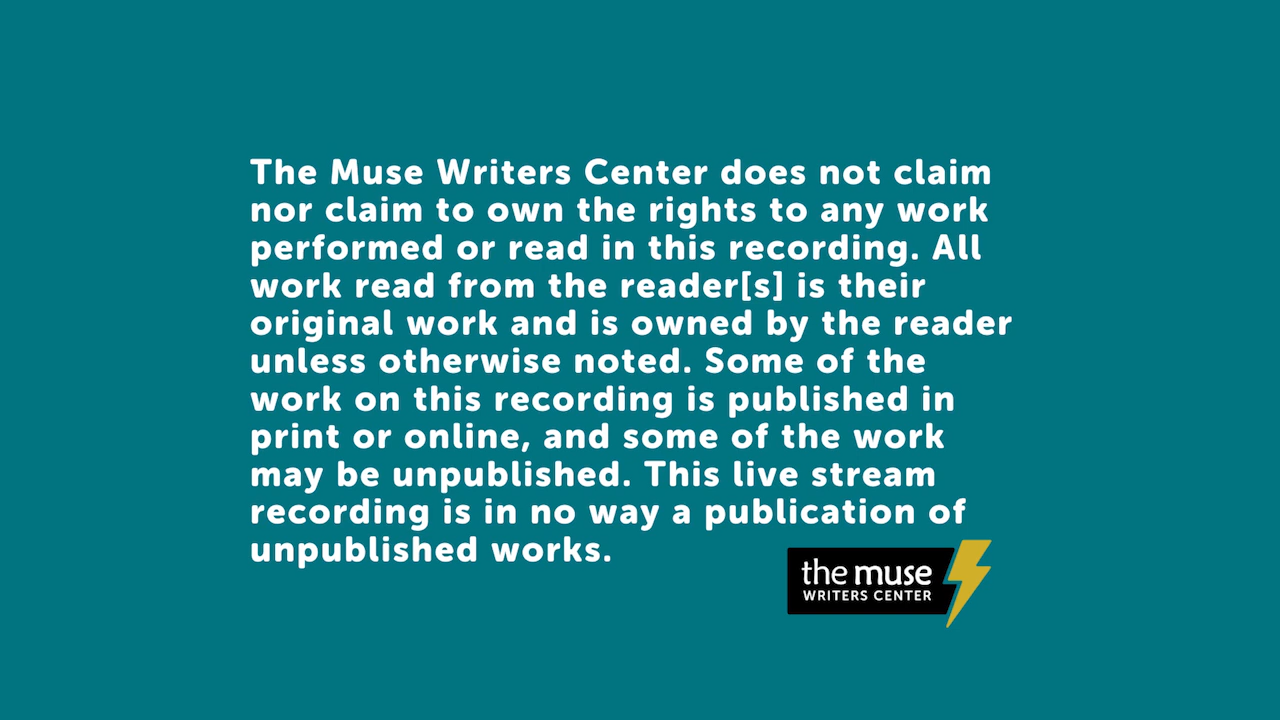 The Muse Writers Center does not claim
nor claim to own the rights to any work
performed or read in this recording. All
work read from the reader[s] is their
original work and is owned by the reader
unless otherwise noted. Some of the
work on this recording is published in
print or online, and some of the work
may be unpublished. This live stream
recording is in no way a publication of
unpublished works.
the muse
WRITERS CENTER